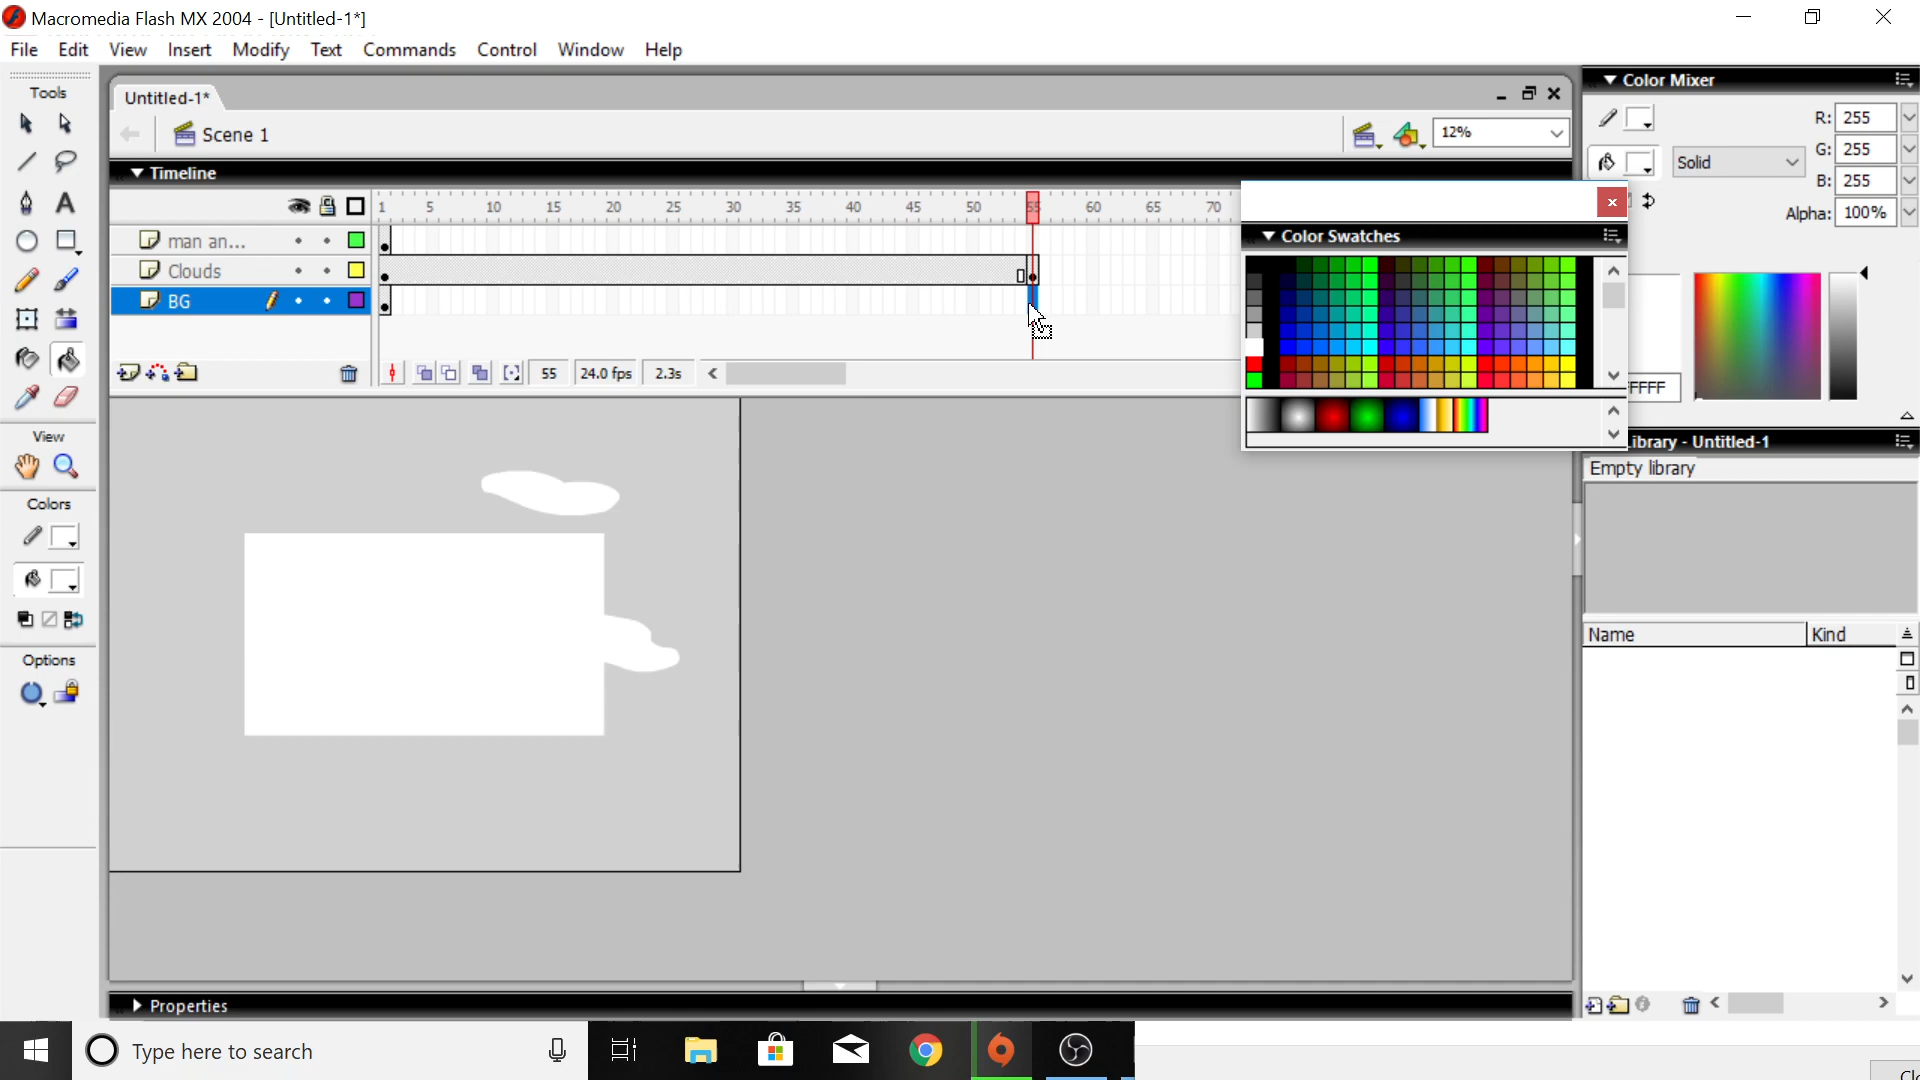 Macromedia Flash MX 2004 - [Untitled-1*]
File Edit View Insert Modify Text Commands Control Window Help
Tools
Untitled-1*
Scene 1
12%
Timeline
1 5 10 15 20 25 30 35 40 45 50 55 60 65 70
man an...
Clouds
BG
55 24.0 fps 2.3s
View
Colors
Options
Properties
Color Swatches
Color Mixer
R: 255
Solid
G: 255
B: 255
Alpha: 100%
FFFF
ibrary - Untitled-1
Empty library
Name Kind
Type here to search